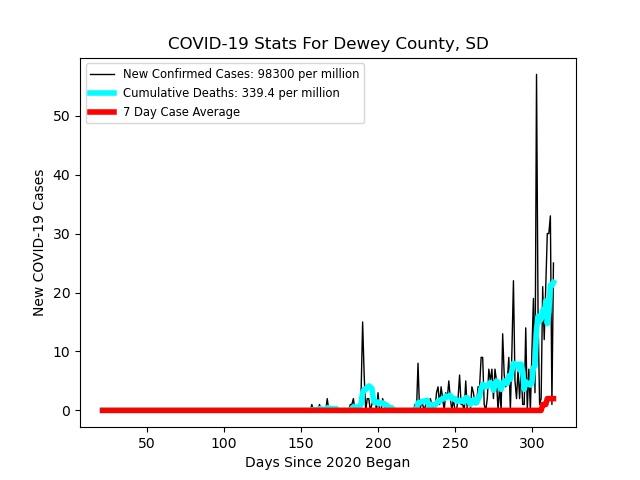 COVID-19 Stats For Dewey County, SD
New Confirmed Cases: 98300 per million
Cumulative Deaths: 339.4 per million
7 Day Case Average
New COVID-19 Cases
50
40
30
20
10
0
50 100 150 200 250 300
Days Since 2020 Began